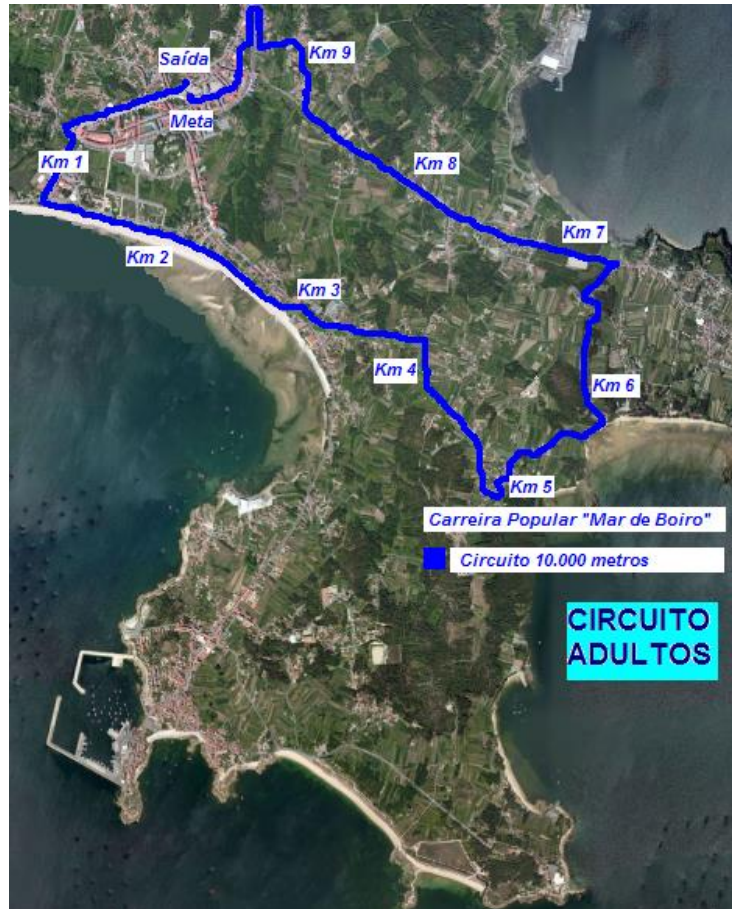 Saída
Km 9
Meta
Km 1
Km 8
Km 7
Km 2
Km 3
Km 4
Km 6
Km 5
Carreira Popular "Mar de Boiro"
Circuito 10.000 metros
CIRCUITO
ADULTOS